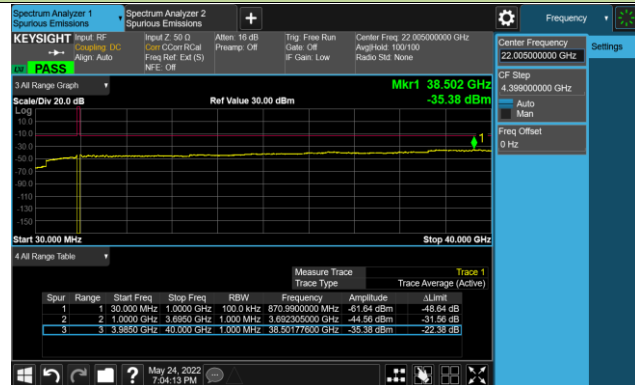 Spectrum Analyzer 1
Spurious Emissions
Spectrum Analyzer 2
Spurious Emissions
Frequency
KEYSIGHT
Input: RF
Coupling: DC
Align: Auto
Input Z: 50 Ω
Corr CCorr RCal
Freq Ref: Ext (S)
NFE: Off
Atten: 16 dB
Preamp: Off
Trig: Free Run
Gate: Off
IF Gain: Low
Center Freq: 22.005000000 GHz
Avg|Hold: 100/100
Radio Std: None
PASS
Center Frequency
22.005000000 GHz
Settings
CF Step
4.399000000 GHz
Auto
Man
Freq Offset
0 Hz
3 All Range Graph
Mkr1 38.502 GHz
Scale/Div 20.0 dB
Ref Value 30.00 dBm
-35.38 dBm
Log
10.0
-10.0
-30.0
-50.0
-70.0
-90.0
-110
-130
-150
1
Start 30.000 MHz
Stop 40.000 GHz
4 All Range Table
Measure Trace Trace 1
Trace Type Trace Average (Active)
Spur Range Start Freq Stop Freq RBW Frequency Amplitude ΔLimit
1 1 30.000 MHz 1.0000 GHz 100.0 kHz 870.9900000 MHz -61.64 dBm -48.64 dB
2 2 1.0000 GHz 3.6950 GHz 1.000 MHz 3.692305000 GHz -44.56 dBm -31.56 dB
3 3 3.9850 GHz 40.000 GHz 1.000 MHz 38.50177600 GHz -35.38 dBm -22.38 dB
May 24, 2022
7:04:13 PM